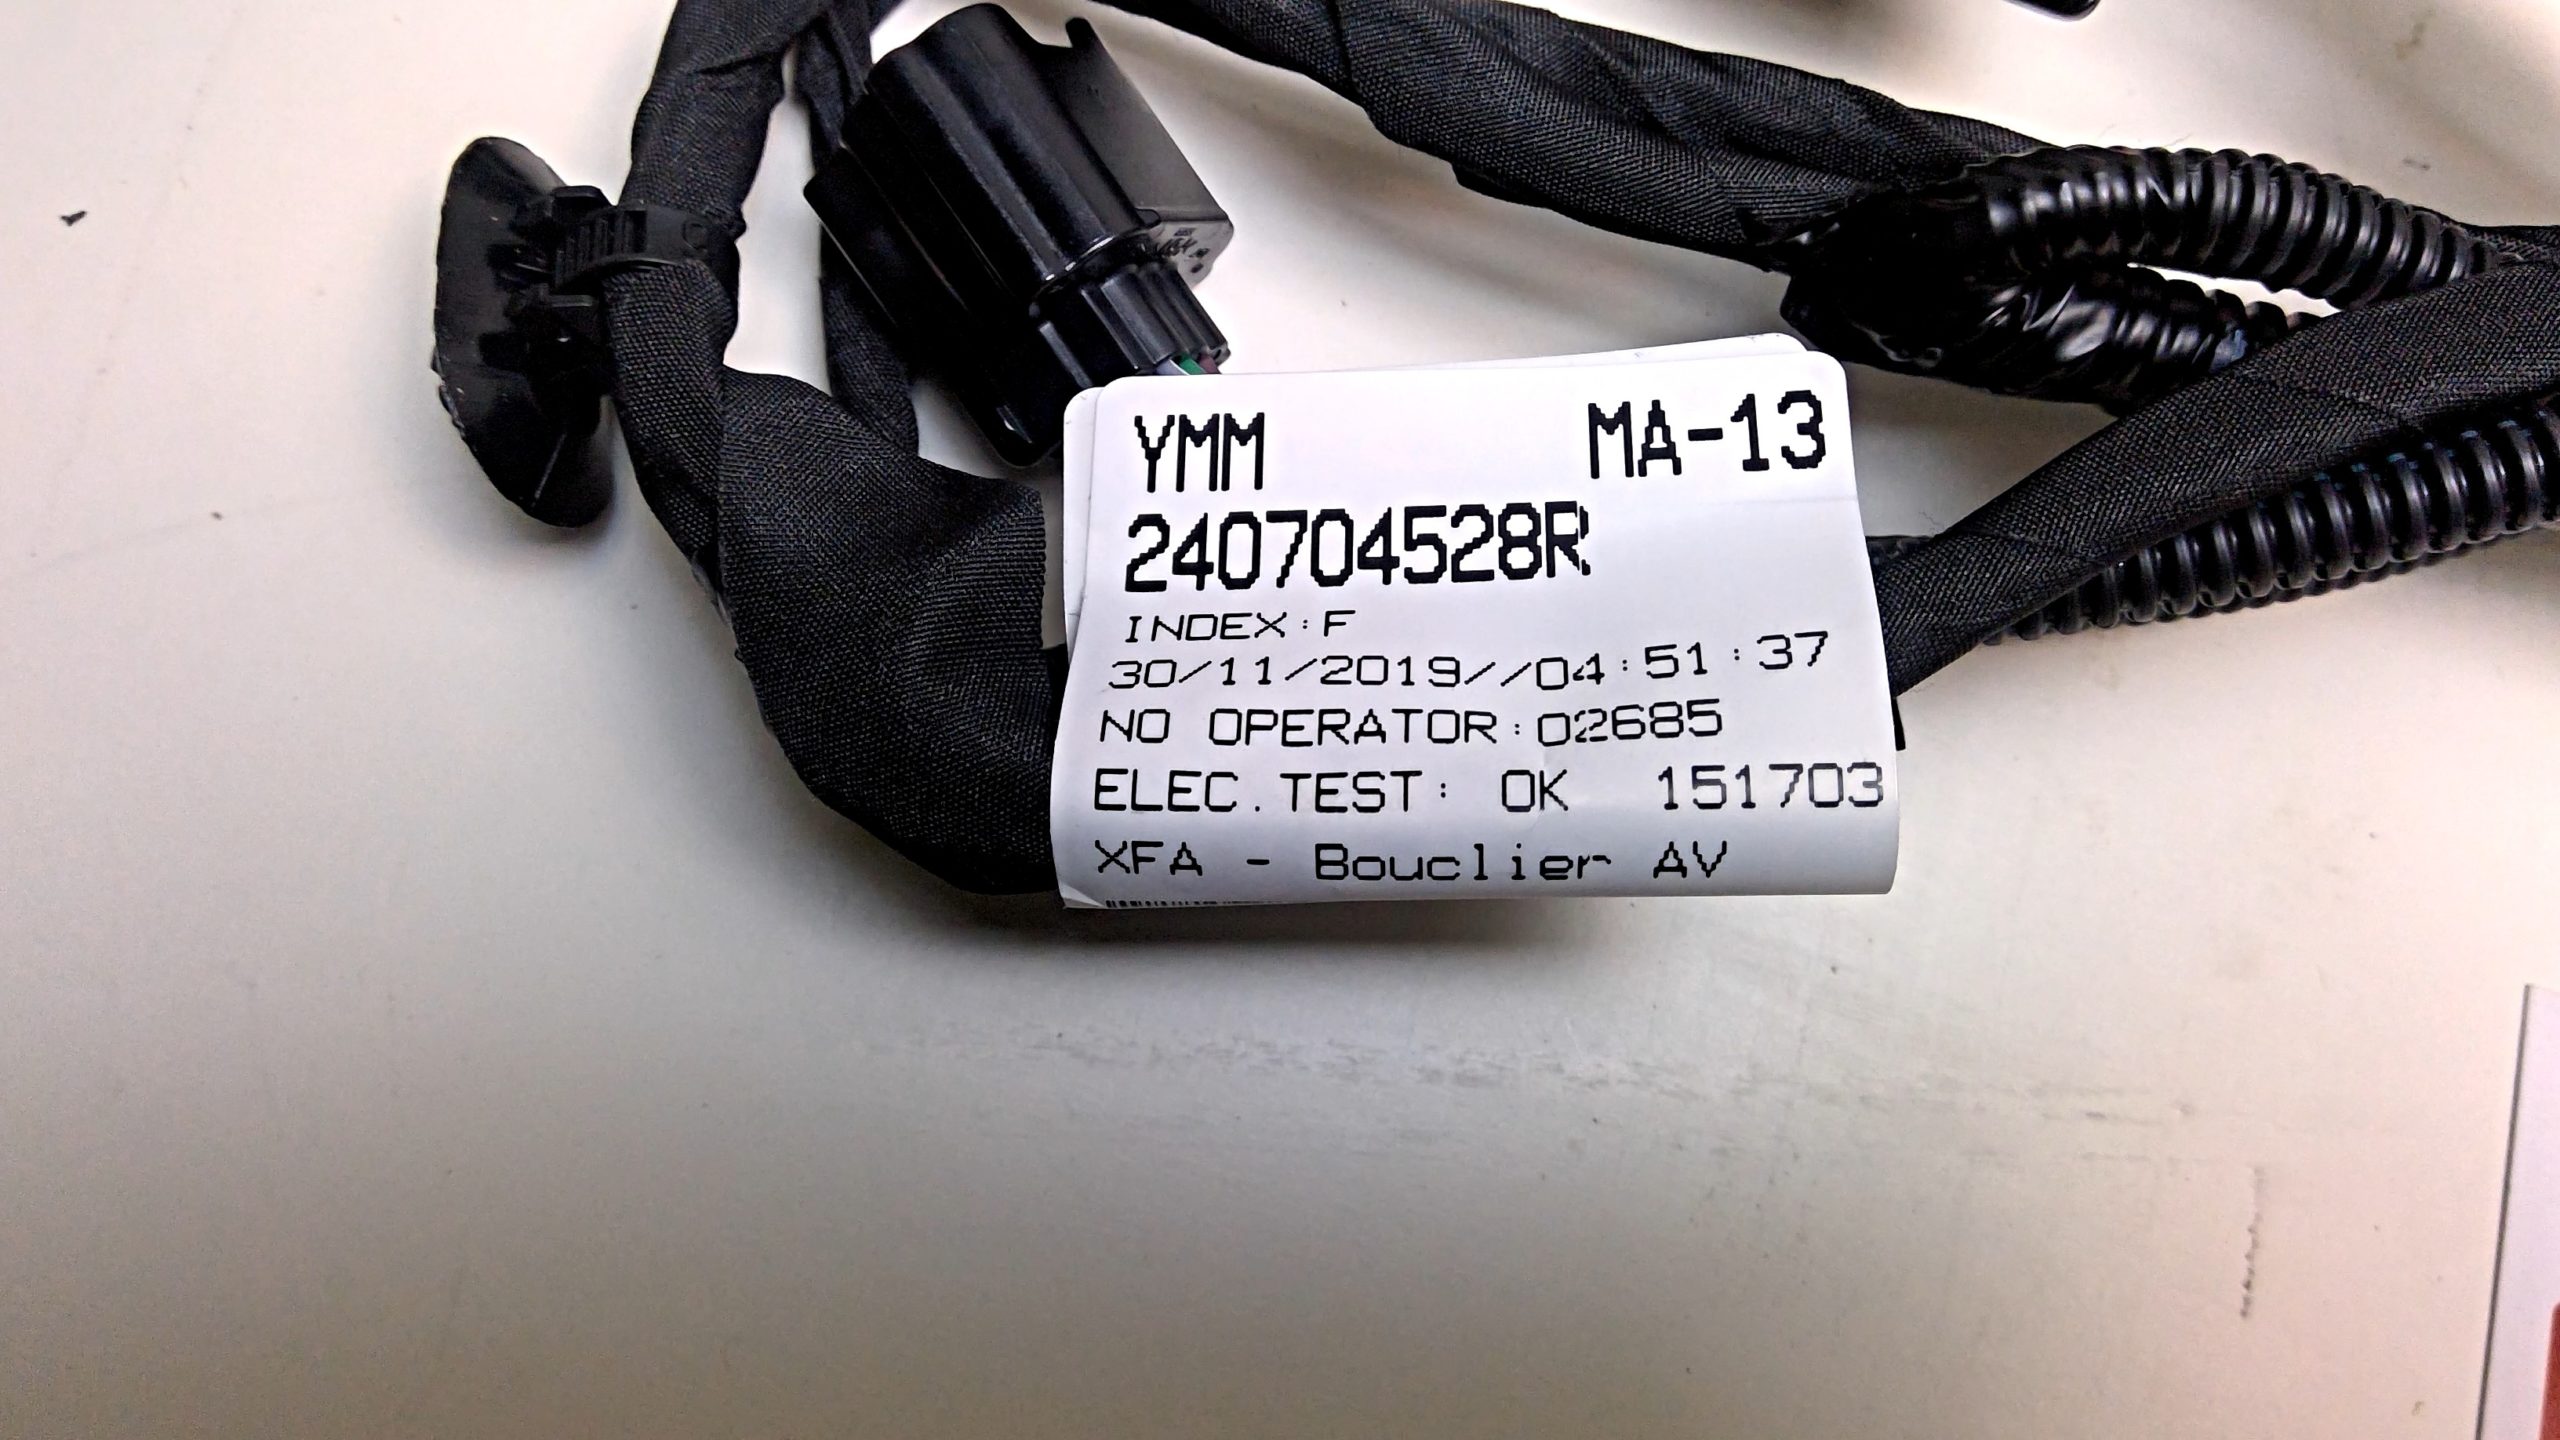 YMM MA-13
240704528R
INDEX:F
30/11/2019//04:51:37
NO OPERATOR:02685
ELEC.TEST: OK 151703
XFA - Bouclier AV